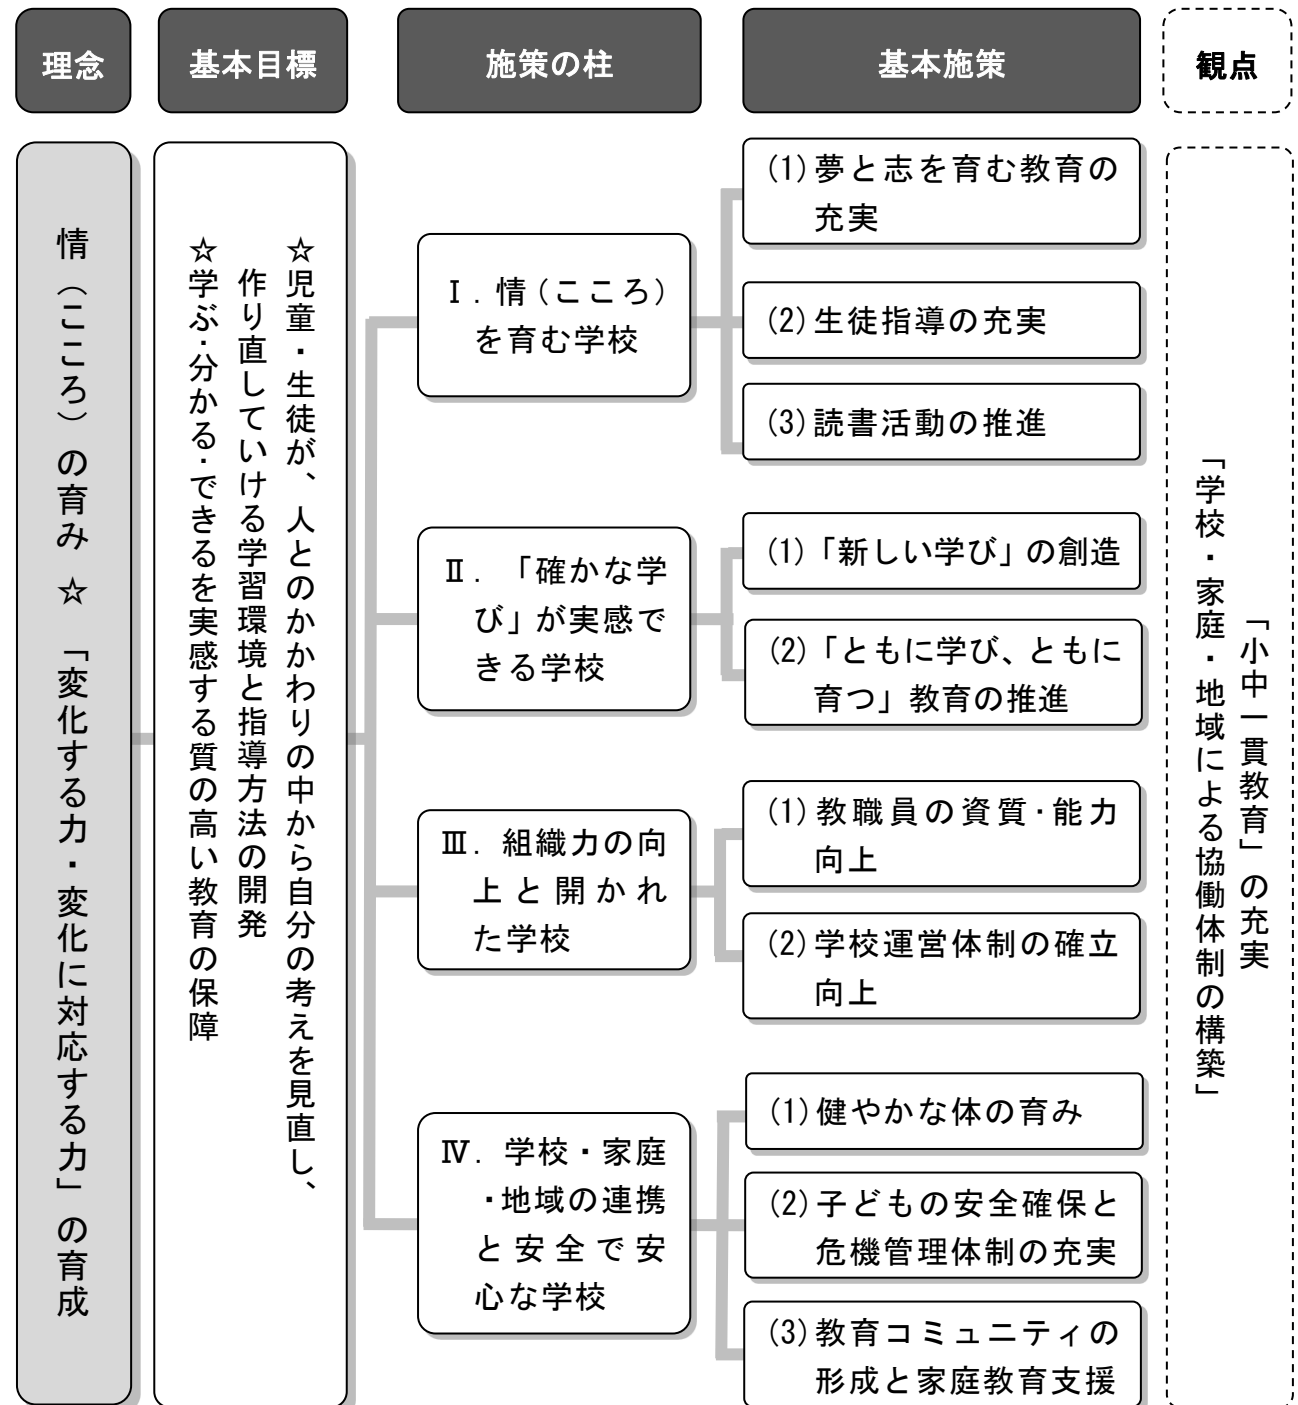 理念
基本目標
施策の柱
基本施策
観点
情（こころ）の育み ☆ 「変化する力・変化に対応する力」の育成
☆児童・生徒が、人とのかかわりの中から自分の考えを見直し、
作り直していける学習環境と指導方法の開発
☆学ぶ・分かる・できるを実感する質の高い教育の保障
Ⅰ．情（こころ）
を育む学校
(1)夢と志を育む教育の
充実
(2)生徒指導の充実
(3)読書活動の推進
Ⅱ．「確かな学
び」が実感で
きる学校
(1)「新しい学び」の創造
(2)「ともに学び、ともに
育つ」教育の推進
Ⅲ．組織力の向
上と開かれ
た学校
(1)教職員の資質・能力
向上
(2)学校運営体制の確立
向上
Ⅳ．学校・家庭
・地域の連携
と安全で安
心な学校
(1)健やかな体の育み
(2)子どもの安全確保と
危機管理体制の充実
(3)教育コミュニティの
形成と家庭教育支援
「小中一貫教育」の充実
「学校・家庭・地域による協働体制の構築」